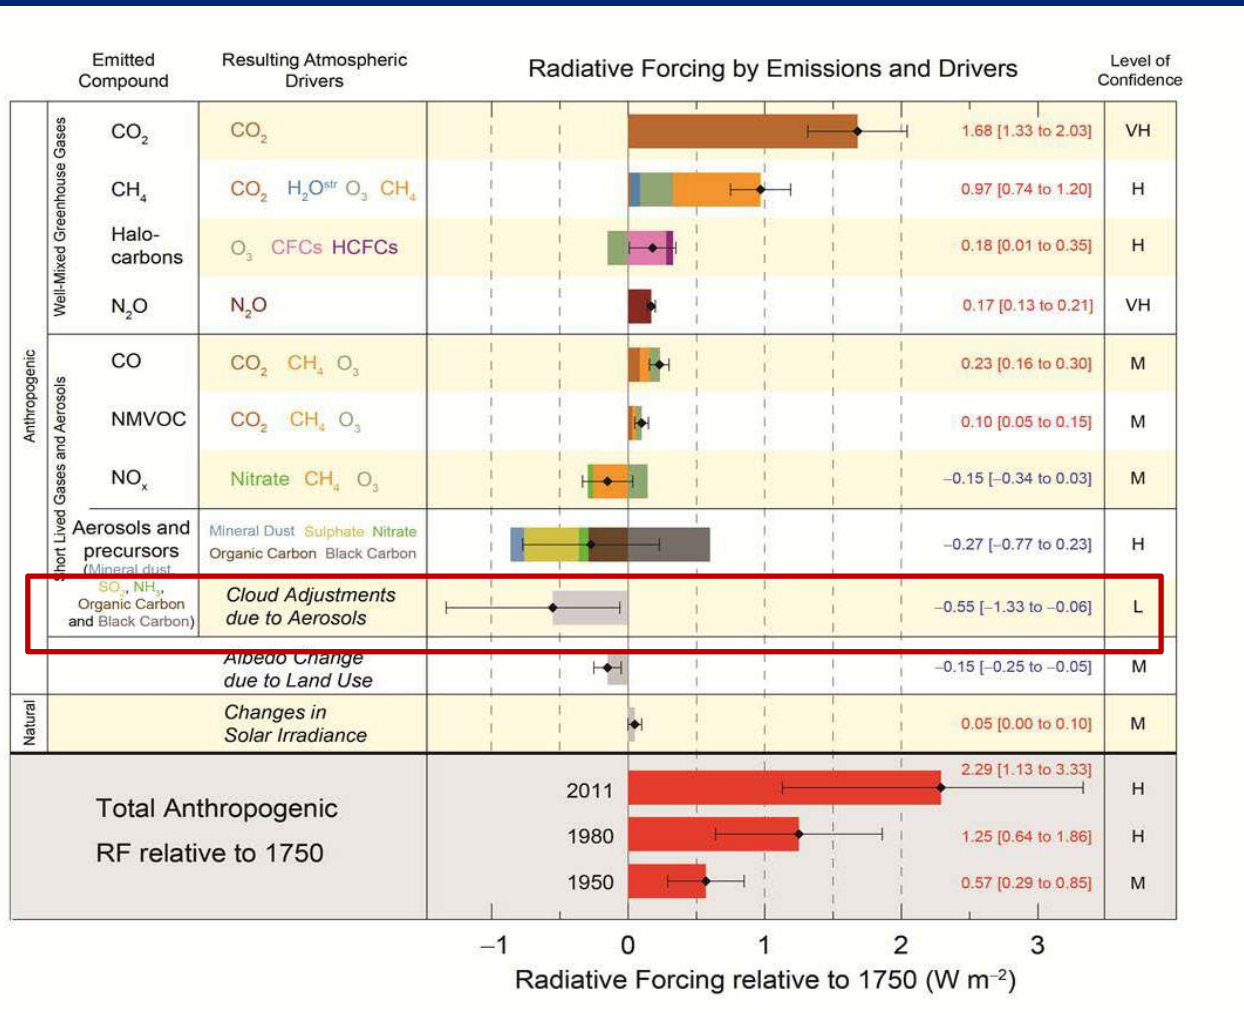 Emitted
Compound
Resulting Atmospheric
Drivers
Radiative Forcing by Emissions and Drivers
Level of
Confidence
Anthropogenic
Well-Mixed Greenhouse Gases
CO₂ CO₂ 1.68 [1.33 to 2.03] VH
CH₄ CO₂ H₂Oˢᵗʳ O₃ CH₄ 0.97 [0.74 to 1.20] H
Halo-
carbons O₃ CFCs HCFCs 0.18 [0.01 to 0.35] H
N₂O N₂O 0.17 [0.13 to 0.21] VH
Short Lived Gases and Aerosols
CO CO₂ CH₄ O₃ 0.23 [0.16 to 0.30] M
NMVOC CO₂ CH₄ O₃ 0.10 [0.05 to 0.15] M
NOₓ Nitrate CH₄ O₃ −0.15 [−0.34 to 0.03] M
Aerosols and
precursors
(Mineral dust,
SO₂, NH₃,
Organic Carbon
and Black Carbon)
Mineral Dust Sulphate Nitrate
Organic Carbon Black Carbon
−0.27 [−0.77 to 0.23] H
Cloud Adjustments
due to Aerosols
−0.55 [−1.33 to −0.06] L
Albedo Change
due to Land Use
−0.15 [−0.25 to −0.05] M
Natural
Changes in
Solar Irradiance
0.05 [0.00 to 0.10] M
Total Anthropogenic
RF relative to 1750
2011 2.29 [1.13 to 3.33] H
1980 1.25 [0.64 to 1.86] H
1950 0.57 [0.29 to 0.85] M
−1 0 1 2 3
Radiative Forcing relative to 1750 (W m⁻²)